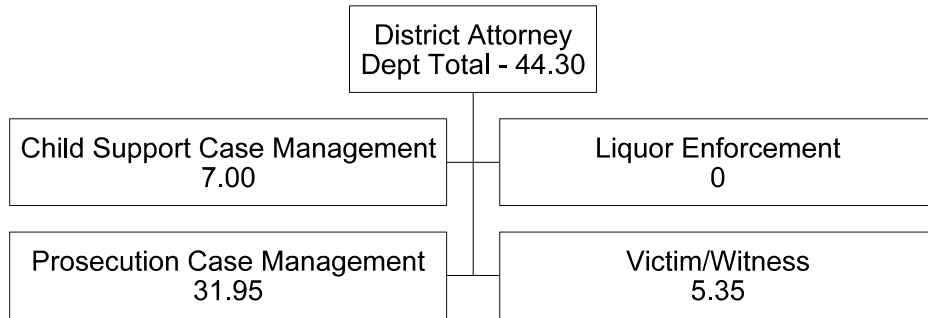 District Attorney
Dept Total - 44.30
Child Support Case Management
7.00
Liquor Enforcement
0
Prosecution Case Management
31.95
Victim/Witness
5.35